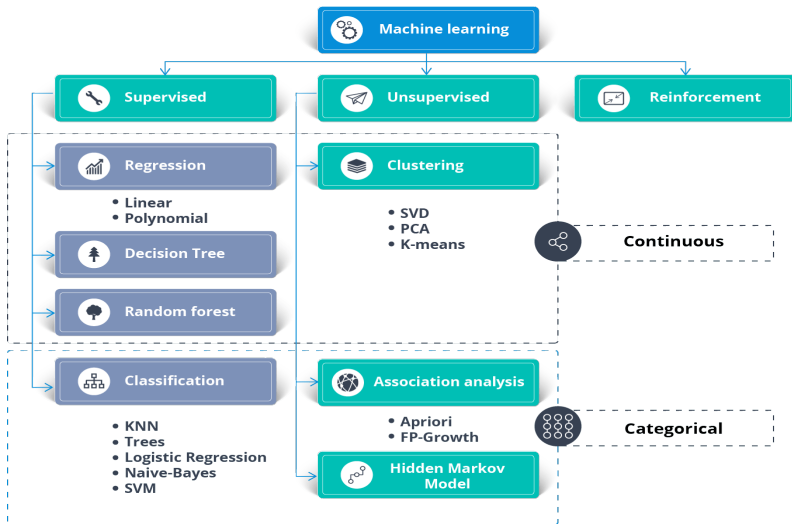 Machine learning
Supervised
Unsupervised
Reinforcement
Regression
• Linear
• Polynomial
Decision Tree
Random forest
Clustering
• SVD
• PCA
• K-means
Continuous
Classification
• KNN
• Trees
• Logistic Regression
• Naive-Bayes
• SVM
Association analysis
• Apriori
• FP-Growth
Hidden Markov
Model
Categorical